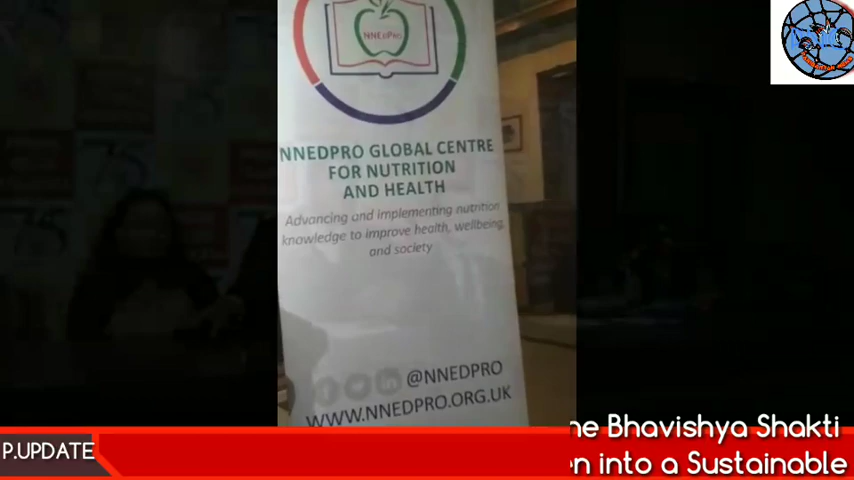 NNEDPRO
NNEDPRO GLOBAL CENTRE
FOR NUTRITION
AND HEALTH
Advancing and implementing nutrition
knowledge to improve health, wellbeing,
and society
@NNEDPRO
WWW.NNEDPRO.ORG.UK
he Bhavishya Shakti
P.UPDATE
en into a Sustainable